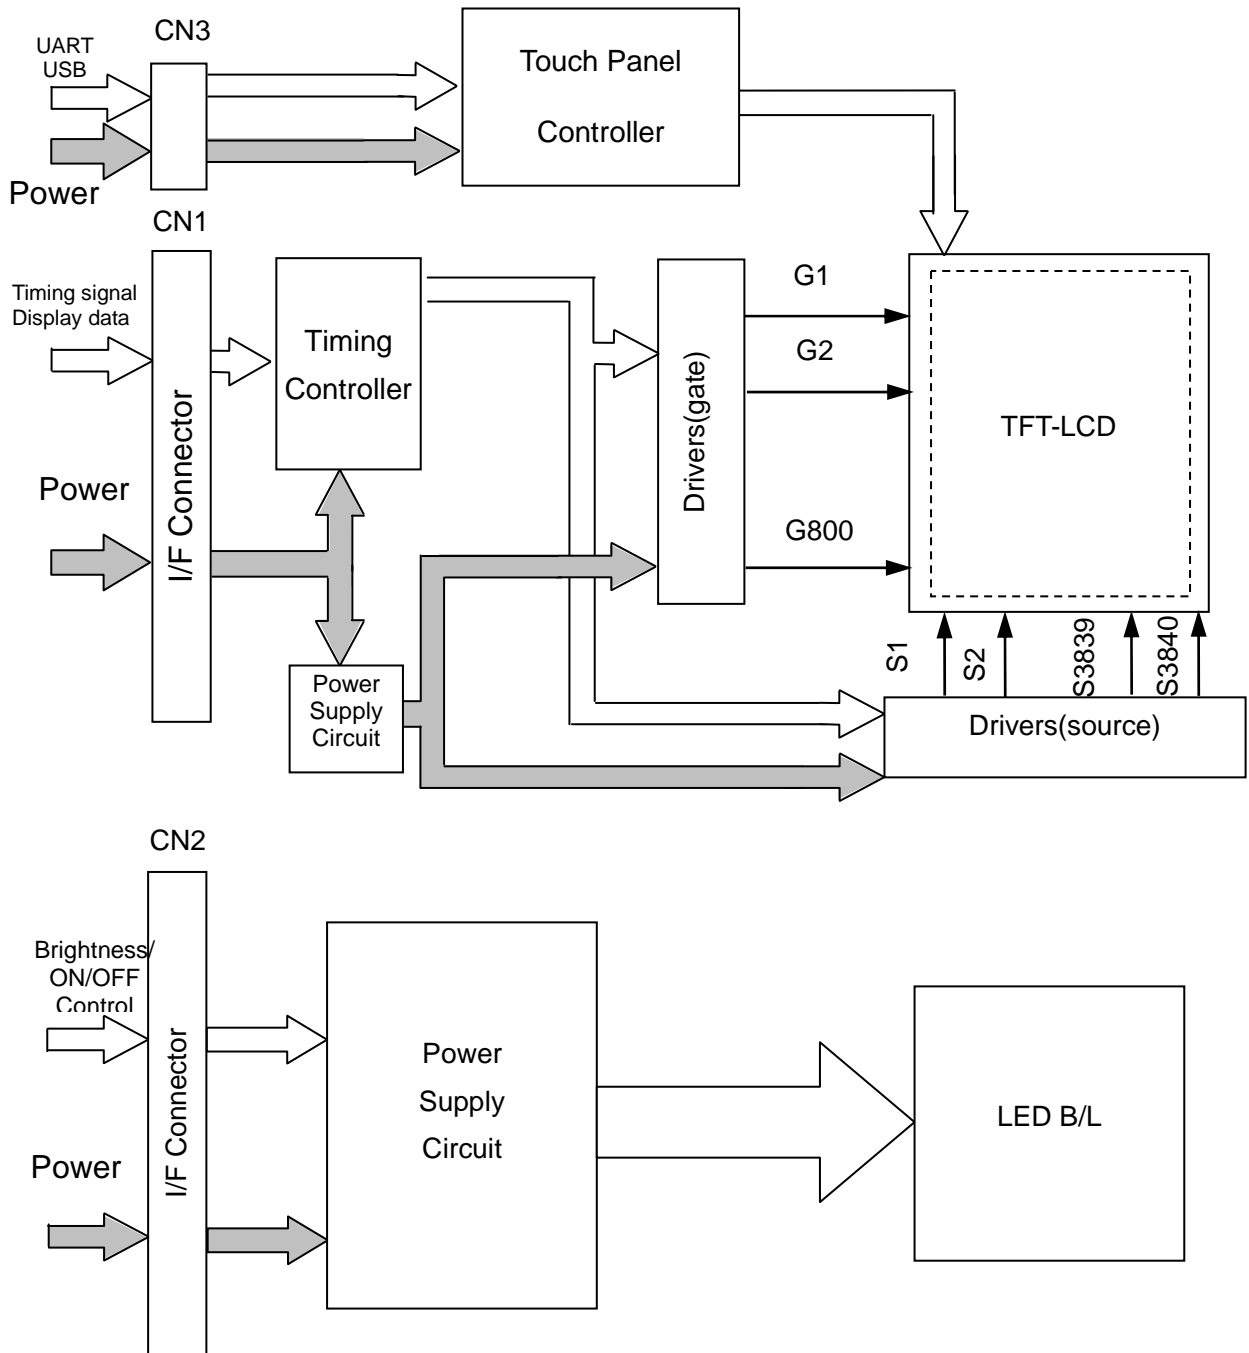 CN3
UART
USB
Power
Touch Panel
Controller
CN1
Timing signal
Display data
Power
I/F Connector
Timing
Controller
Power
Supply
Circuit
Drivers(gate)
G1
G2
G800
TFT-LCD
S1
S2
S3839
S3840
Drivers(source)
CN2
Brightness/
ON/OFF
Control
Power
I/F Connector
Power
Supply
Circuit
LED B/L